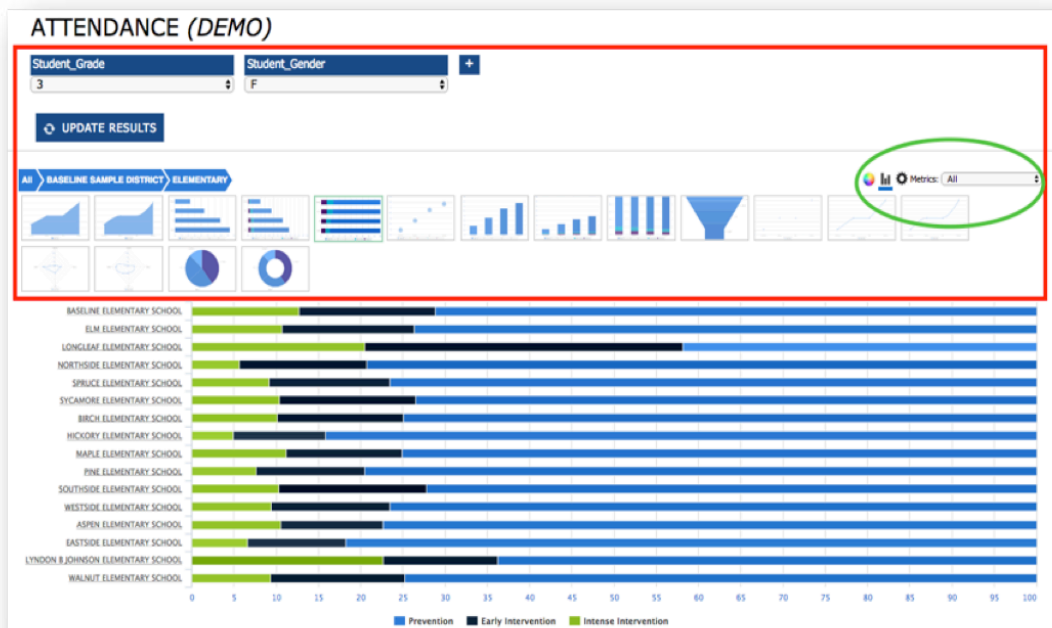 ATTENDANCE (DEMO)
Student_Grade Student_Gender +
3 F
UPDATE RESULTS
All BASELINE SAMPLE DISTRICT ELEMENTARY
Metrics: All
BASELINE ELEMENTARY SCHOOL
ELM ELEMENTARY SCHOOL
LONGLEAF ELEMENTARY SCHOOL
NORTHSIDE ELEMENTARY SCHOOL
SPRUCE ELEMENTARY SCHOOL
SYCAMORE ELEMENTARY SCHOOL
BIRCH ELEMENTARY SCHOOL
HICKORY ELEMENTARY SCHOOL
MAPLE ELEMENTARY SCHOOL
PINE ELEMENTARY SCHOOL
SOUTHSIDE ELEMENTARY SCHOOL
WESTSIDE ELEMENTARY SCHOOL
ASPEN ELEMENTARY SCHOOL
EASTSIDE ELEMENTARY SCHOOL
LYNDON B JOHNSON ELEMENTARY SCHOOL
WALNUT ELEMENTARY SCHOOL
0 5 10 15 20 25 30 35 40 45 50 55 60 65 70 75 80 85 90 95 100
Prevention Early Intervention Intense Intervention